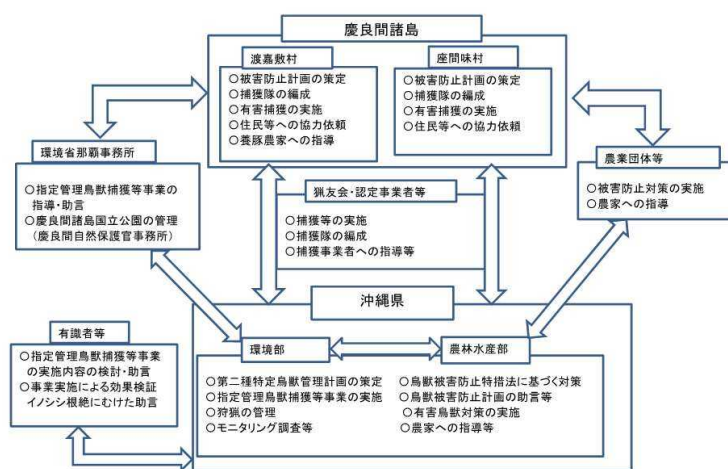 慶良間諸島
渡嘉敷村
○被害防止計画の策定
○捕獲隊の編成
○有害捕獲の実施
○住民等への協力依頼
○養豚農家への指導
座間味村
○被害防止計画の策定
○捕獲隊の編成
○有害捕獲の実施
○住民等への協力依頼
環境省那覇事務所
○指定管理鳥獣捕獲等事業の
指導・助言
○慶良間諸島国立公園の管理
(慶良間自然保護官事務所)
猟友会・認定事業者等
○捕獲等の実施
○捕獲隊の編成
○捕獲事業者への指導等
農業団体等
○被害防止対策の実施
○農家への指導
沖縄県
有識者等
○指定管理鳥獣捕獲等事業
の実施内容の検討・助言
○事業実施による効果検証
イノシシ根絶にむけた助言
環境部
○第二種特定鳥獣管理計画の策定
○指定管理鳥獣捕獲等事業の実施
○狩猟の管理
○モニタリング調査等
農林水産部
○鳥獣被害防止特措法に基づく対策
○鳥獣被害防止計画の助言等
○有害鳥獣対策の実施
○農家への指導等